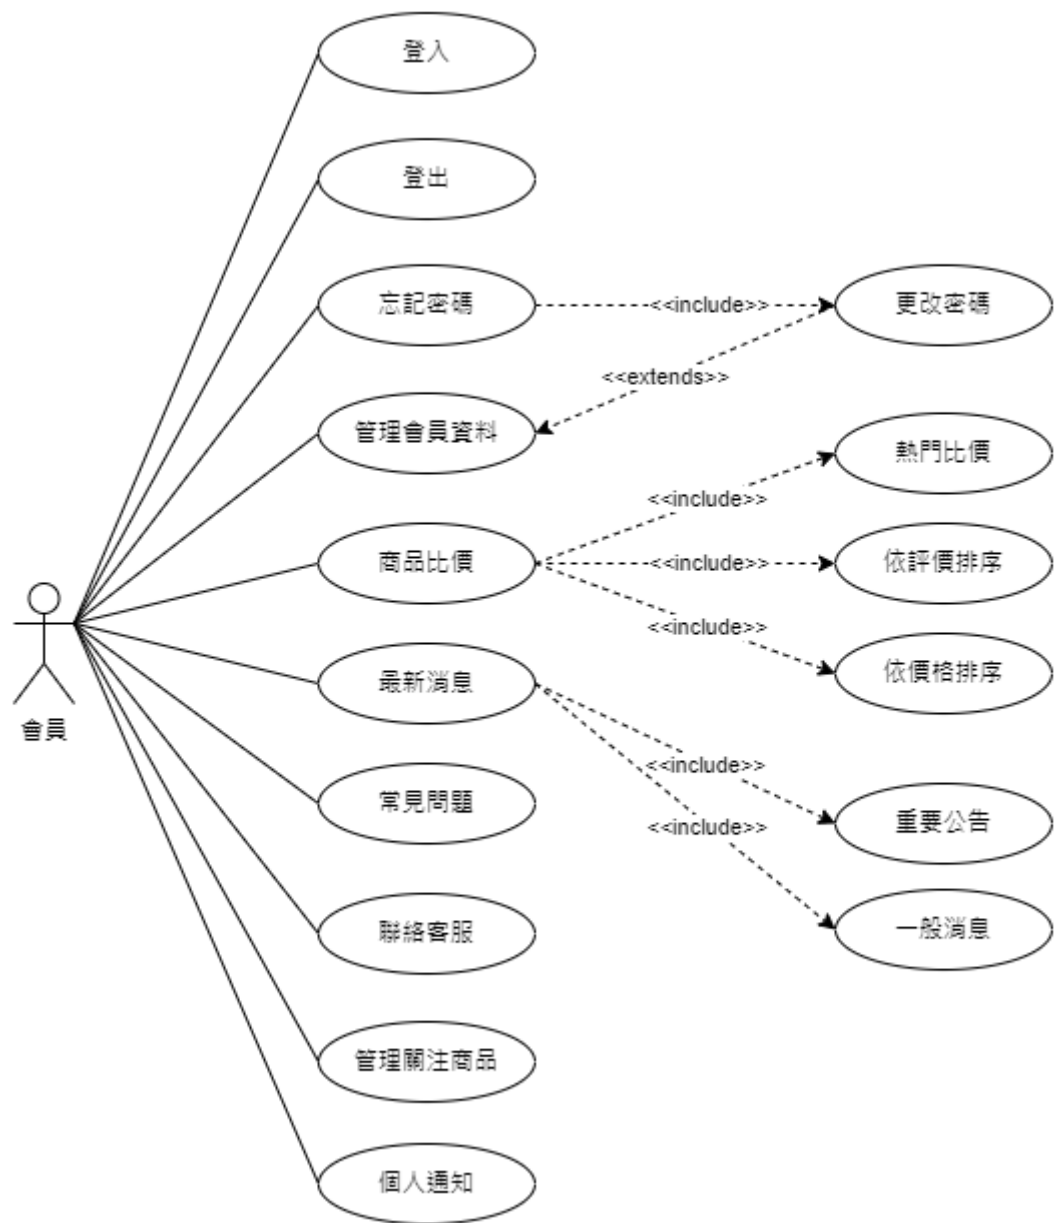 登入
登出
忘記密碼
<<include>>
更改密碼
<<extends>>
管理會員資料
熱門比價
<<include>>
商品比價
<<include>>
依評價排序
<<include>>
依價格排序
最新消息
會員
<<include>>
常見問題
重要公告
<<include>>
聯絡客服
一般消息
管理關注商品
個人通知